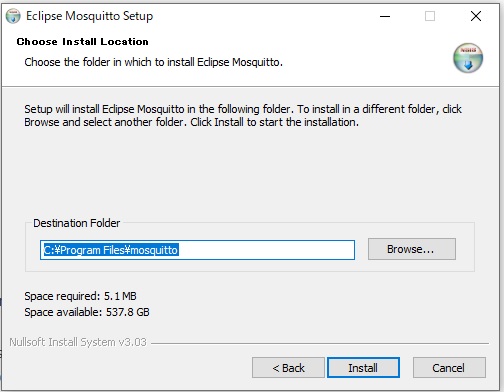 Eclipse Mosquitto Setup
Choose Install Location
Choose the folder in which to install Eclipse Mosquitto.
Setup will install Eclipse Mosquitto in the following folder. To install in a different folder, click
Browse and select another folder. Click Install to start the installation.
Destination Folder
C:¥Program Files¥mosquitto
Browse...
Space required: 5.1 MB
Space available: 537.8 GB
Nullsoft Install System v3.03
< Back
Install
Cancel